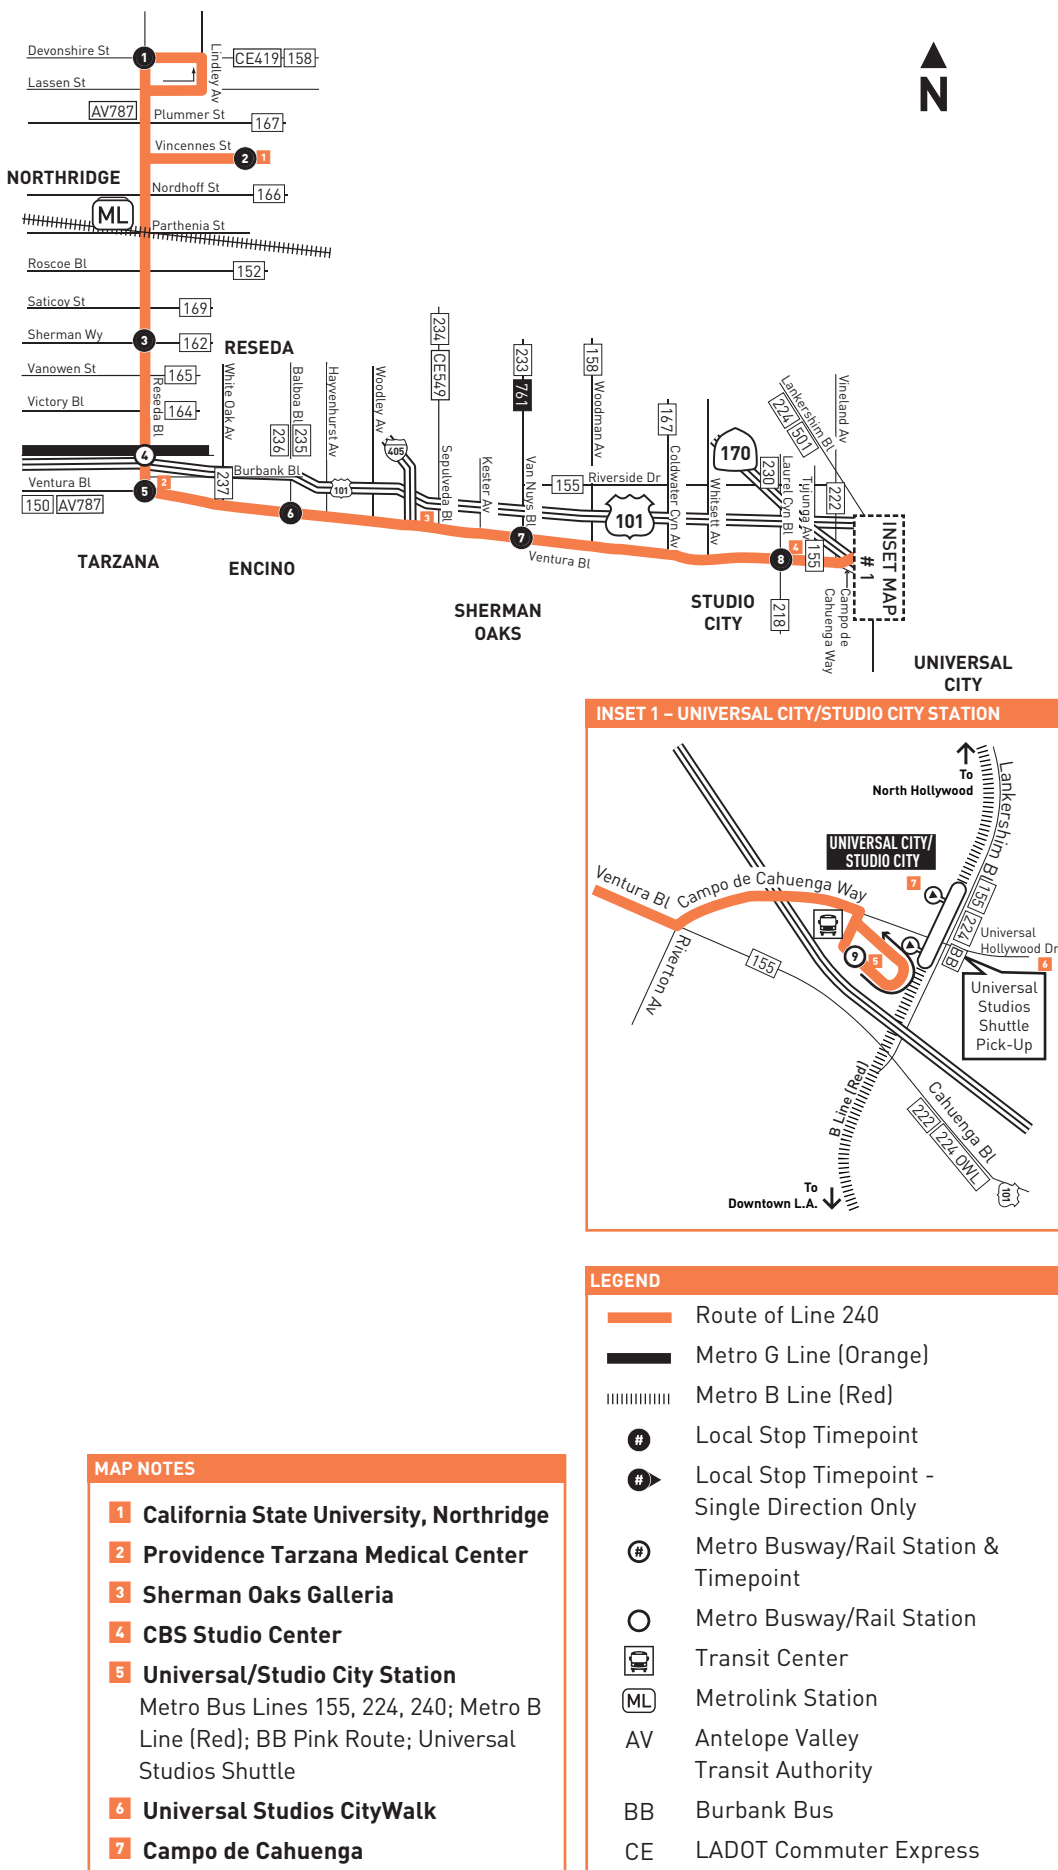 Devonshire St
1
Lindley Av
CE419
158
Lassen St
AV787
Plummer St
167
Vincennes St
2
1
NORTHRIDGE
Nordhoff St
166
ML
Parthenia St
Roscoe Bl
152
Saticoy St
169
Sherman Wy
3
162
RESEDA
Vanowen St
165
Victory Bl
164
Reseda Bl
4
Ventura Bl
5
2
150
AV787
TARZANA
N
White Oak Av
237
Burbank Bl
Balboa Bl
236
235
6
Hayvenhurst Av
101
Woodley Av
405
ENCINO
234
CE549
Sepulveda Bl
3
Kester Av
233
761
Van Nuys Bl
7
Ventura Bl
158
Woodman Av
155
Riverside Dr
101
SHERMAN
OAKS
167
Coldwater Cyn Av
Whitsett Av
170
230
Laurel Cyn Bl
8
4
218
Tujunga Av
155
STUDIO
CITY
Lankershim Bl
224
501
Vineland Av
222
Campo de
Cahuenga Way
INSET MAP
# 1
UNIVERSAL
CITY
INSET 1 – UNIVERSAL CITY/STUDIO CITY STATION
To
North Hollywood
Lankershim Bl
155
224
BB
UNIVERSAL CITY/
STUDIO CITY
7
Ventura Bl
Campo de Cahuenga Way
Universal
Hollywood Dr
6
9
5
Riverton Av
155
Universal
Studios
Shuttle
Pick-Up
B Line (Red)
Cahuenga Bl
222
224 OWL
101
To
Downtown L.A.
LEGEND
Route of Line 240
Metro G Line (Orange)
Metro B Line (Red)
# Local Stop Timepoint
# Local Stop Timepoint -
Single Direction Only
# Metro Busway/Rail Station &
Timepoint
Metro Busway/Rail Station
Transit Center
ML Metrolink Station
AV Antelope Valley
Transit Authority
BB Burbank Bus
CE LADOT Commuter Express
MAP NOTES
1 California State University, Northridge
2 Providence Tarzana Medical Center
3 Sherman Oaks Galleria
4 CBS Studio Center
5 Universal/Studio City Station
Metro Bus Lines 155, 224, 240; Metro B
Line (Red); BB Pink Route; Universal
Studios Shuttle
6 Universal Studios CityWalk
7 Campo de Cahuenga